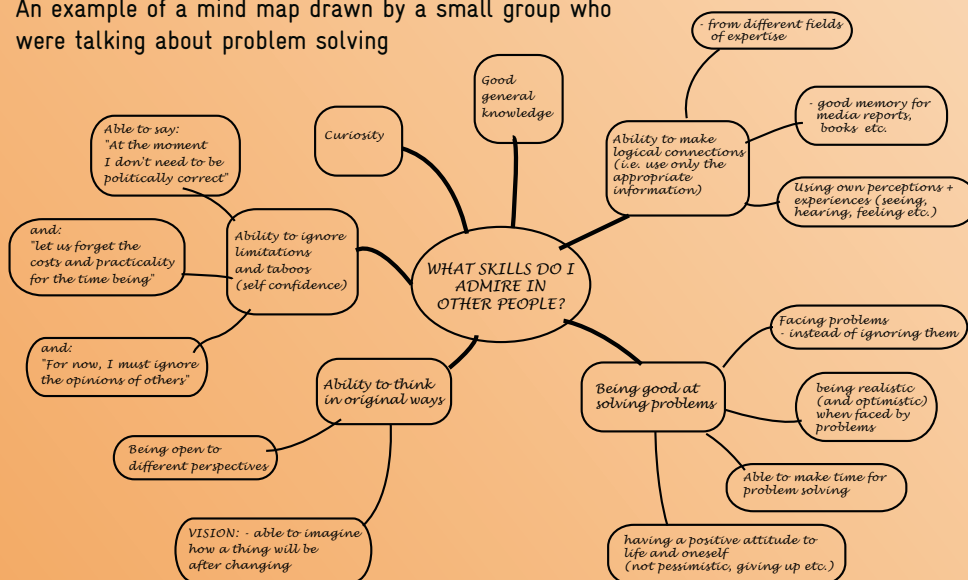 An example of a mind map drawn by a small group who
were talking about problem solving
- from different fields
of expertise
Good
general
knowledge
- good memory for
media reports,
books etc.
Able to say:
"At the moment
I don't need to be
politically correct"
Curiosity
Ability to make
logical connections
(i.e. use only the
appropriate
information)
Using own perceptions +
experiences (seeing,
hearing, feeling etc.)
and:
"let us forget the
costs and practicality
for the time being"
Ability to ignore
limitations
and taboos
(self confidence)
WHAT SKILLS DO I
ADMIRE IN
OTHER PEOPLE?
Facing problems
- instead of ignoring them
and:
"For now, I must ignore
the opinions of others"
Ability to think
in original ways
Being good at
solving problems
being realistic
(and optimistic)
when faced by
problems
Being open to
different perspectives
Able to make time for
problem solving
VISION: - able to imagine
how a thing will be
after changing
having a positive attitude to
life and oneself
(not pessimistic, giving up etc.)